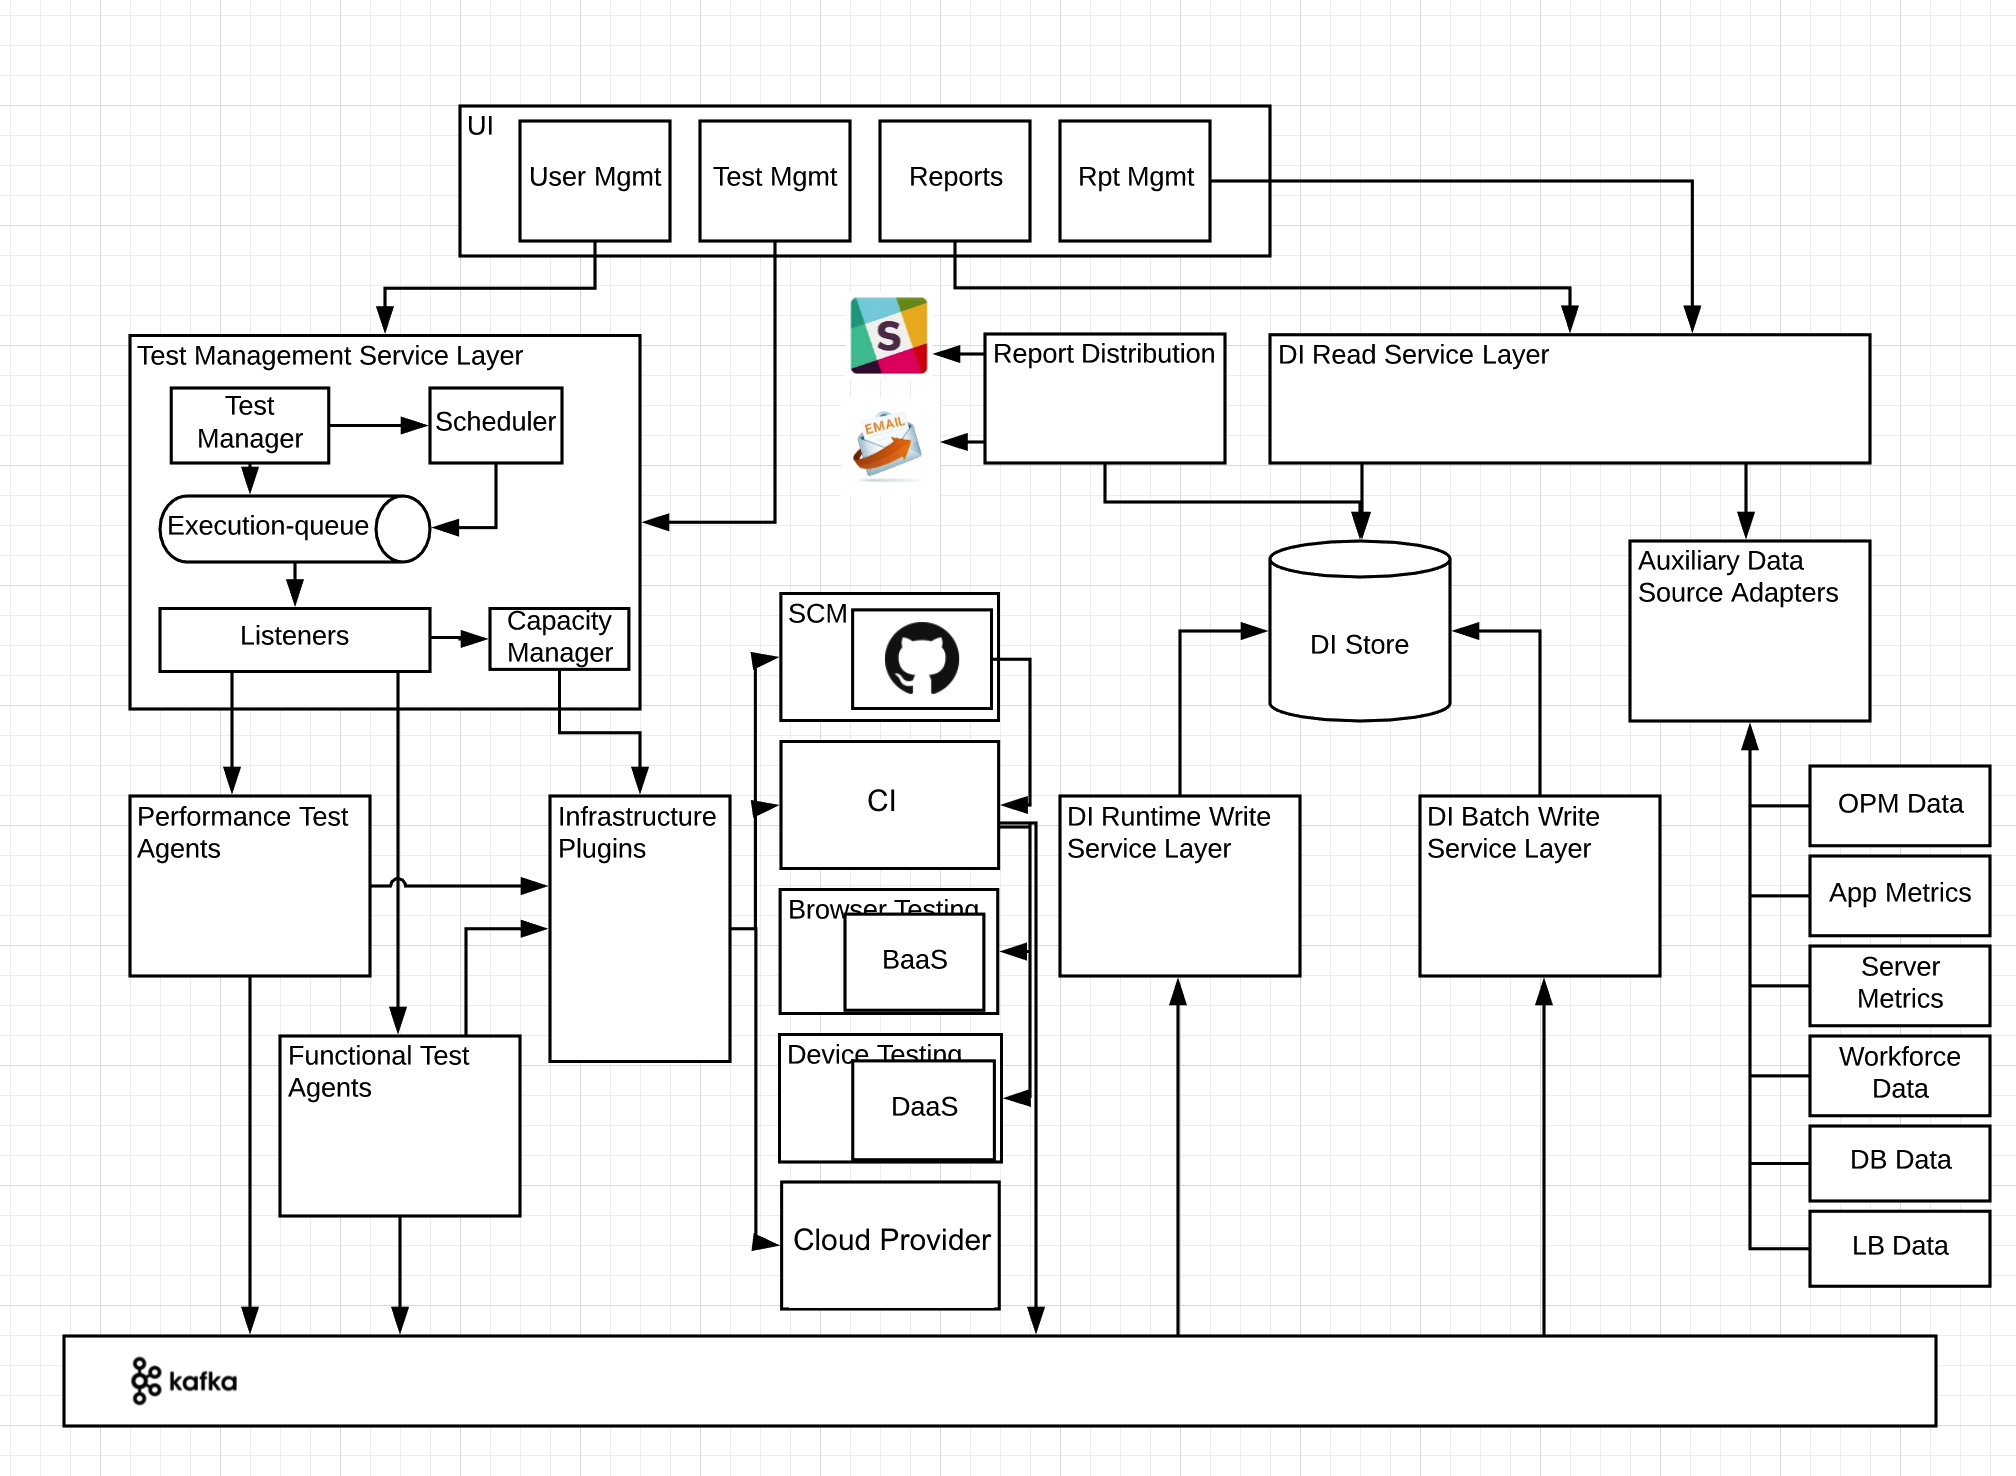 UI
User Mgmt
Test Mgmt
Reports
Rpt Mgmt
Test Management Service Layer
Test
Manager
Scheduler
Execution-queue
Listeners
Capacity
Manager
S
EMAIL
Report Distribution
DI Read Service Layer
DI Store
Auxiliary Data
Source Adapters
SCM
CI
Browser Testing
BaaS
Device Testing
DaaS
Cloud Provider
Performance Test
Agents
Functional Test
Agents
Infrastructure
Plugins
DI Runtime Write
Service Layer
DI Batch Write
Service Layer
OPM Data
App Metrics
Server
Metrics
Workforce
Data
DB Data
LB Data
kafka